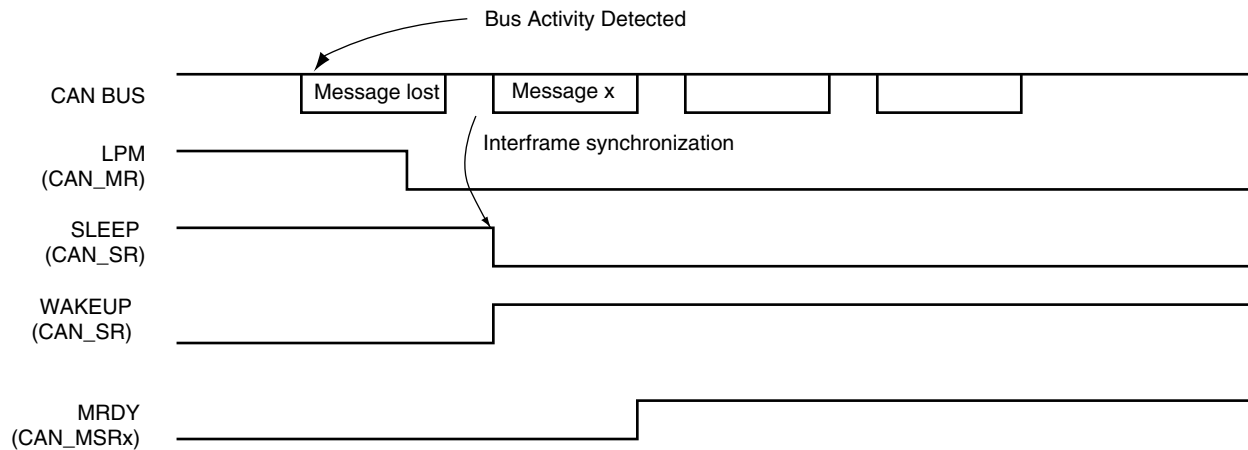 Bus Activity Detected
CAN BUS
Message lost
Message x
Interframe synchronization
LPM
(CAN_MR)
SLEEP
(CAN_SR)
WAKEUP
(CAN_SR)
MRDY
(CAN_MSRx)